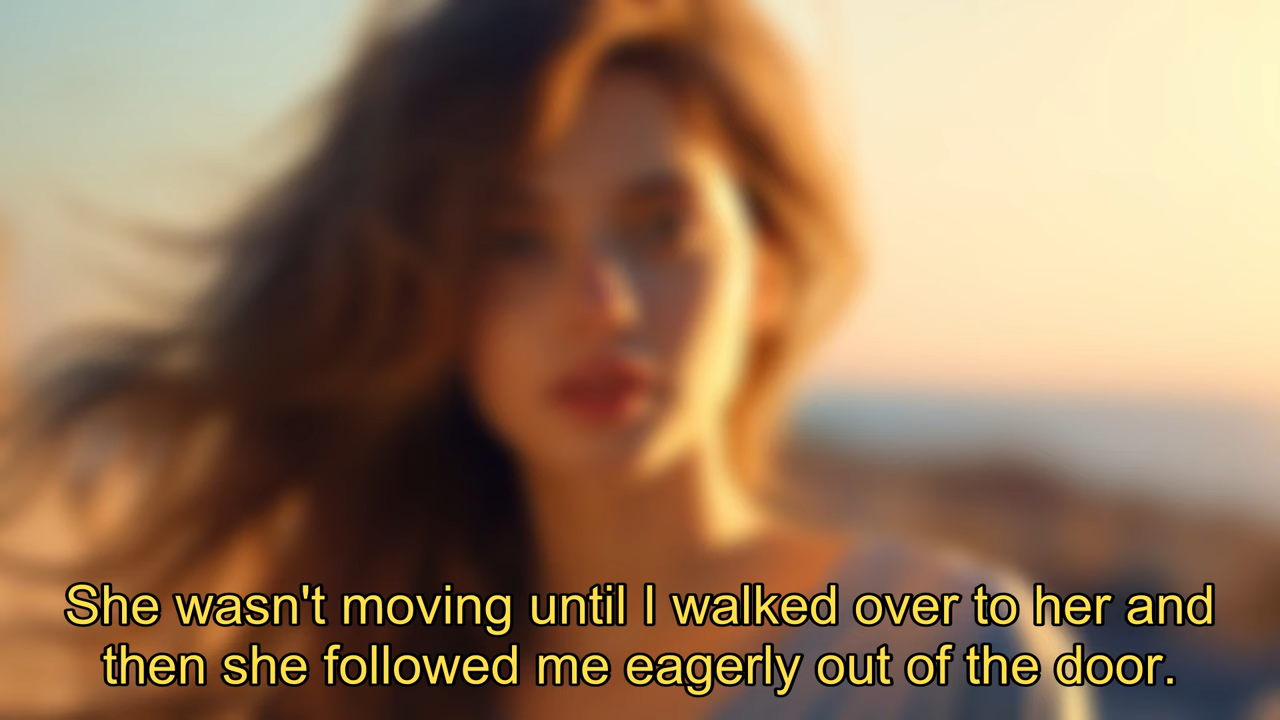 She wasn't moving until I walked over to her and
then she followed me eagerly out of the door.